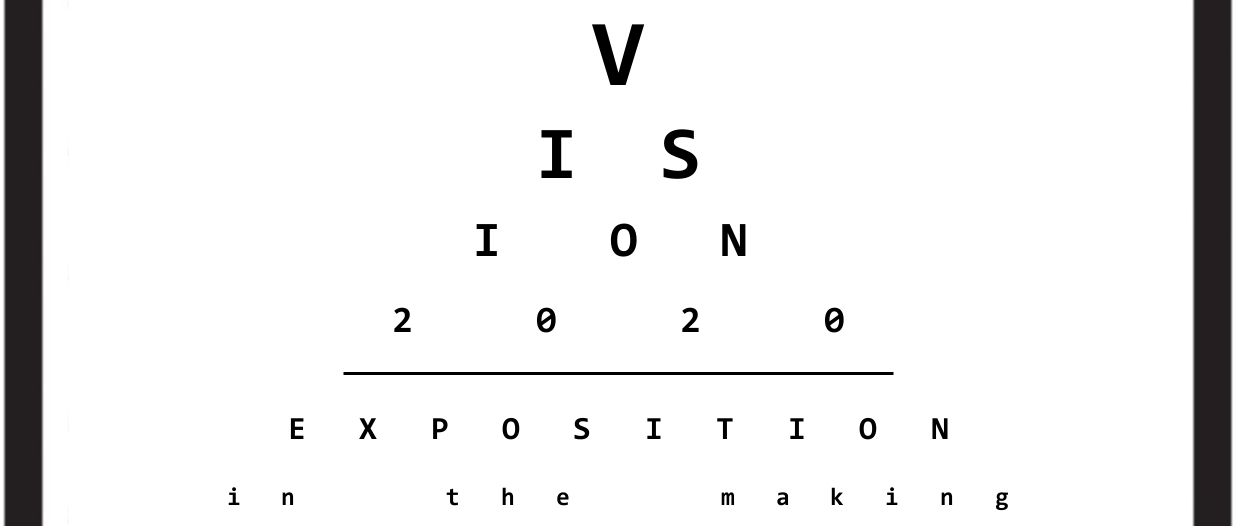 V
I S
I O N
2 0 2 0
E X P O S I T I O N
i n  t h e  m a k i n g